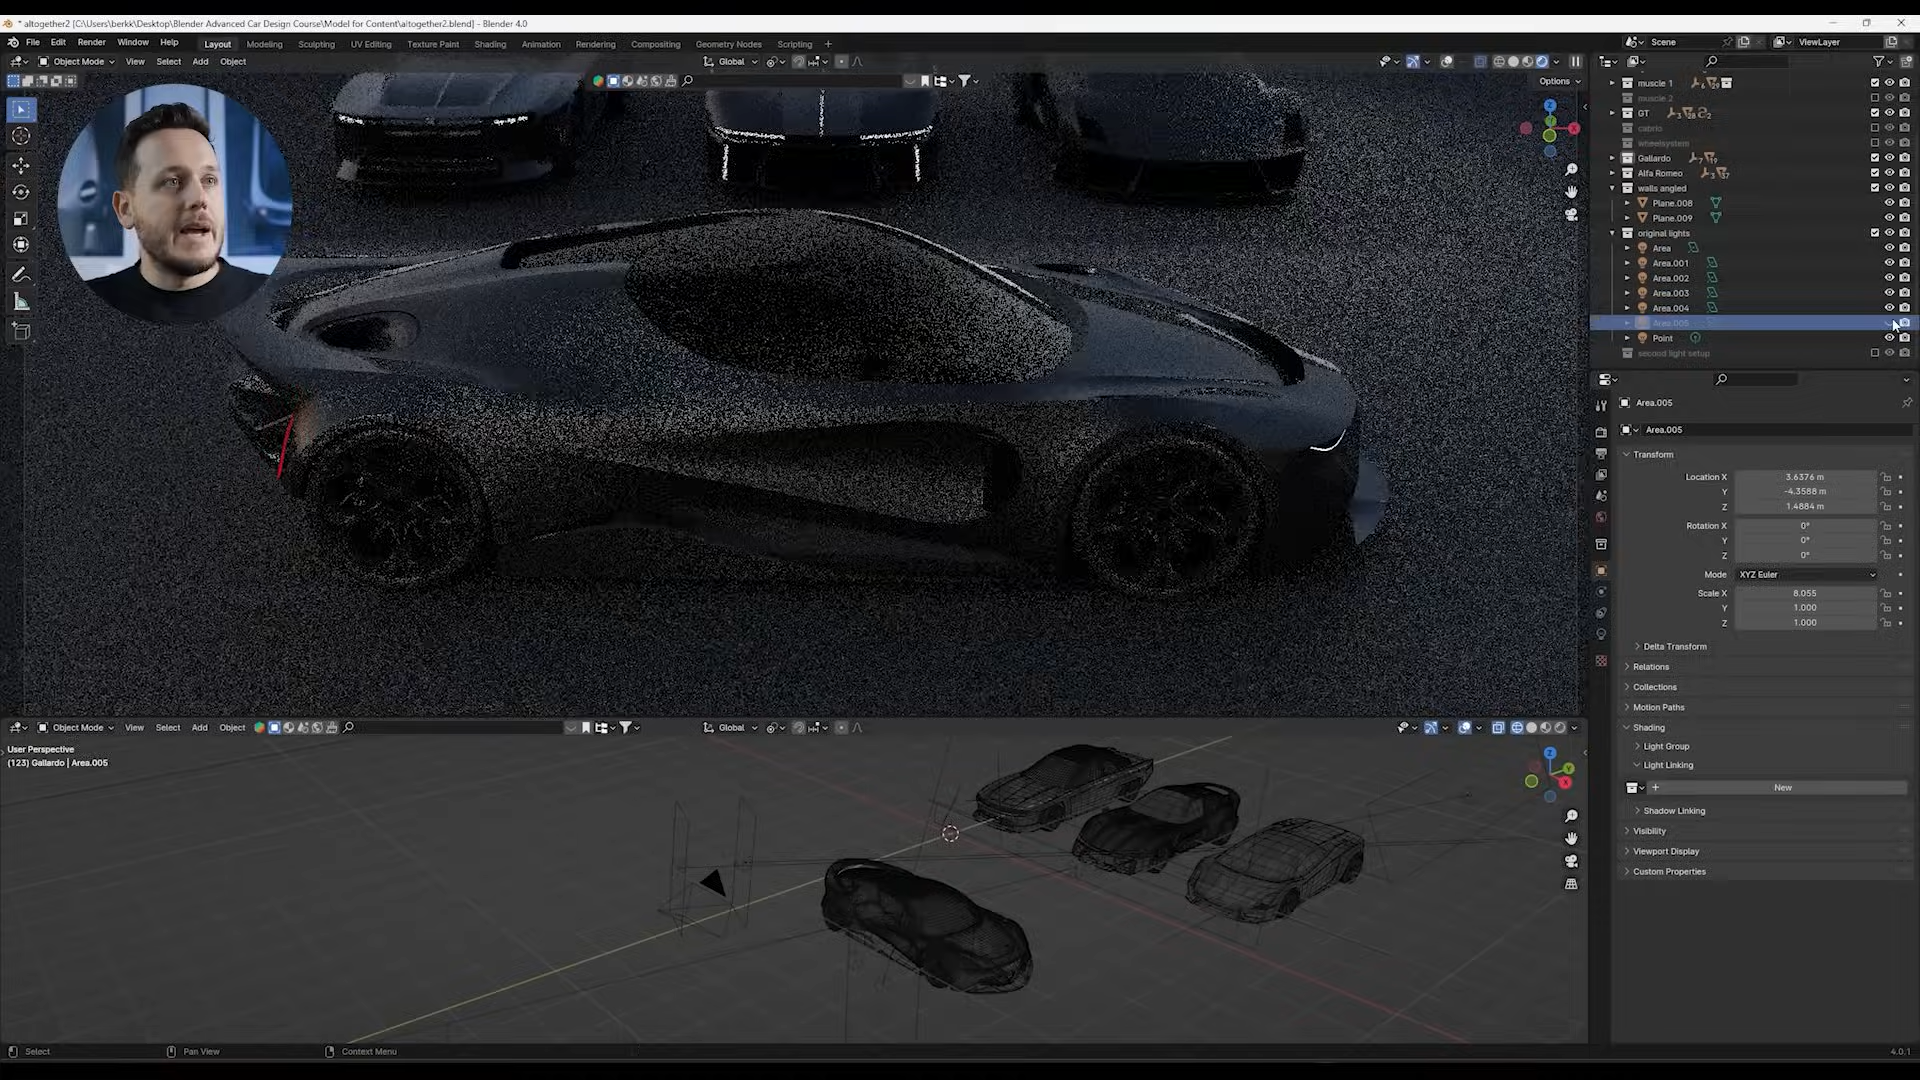 * altogether2 [C:\Users\berkk\Desktop\Blender Advanced Car Design Course\Model for Content\altogether2.blend] - Blender 4.0
File Edit Render Window Help Layout Modeling Sculpting UV Editing Texture Paint Shading Animation Rendering Compositing Geometry Nodes Scripting + Scene ViewLayer
Object Mode View Select Add Object Global
Options
muscle 1
muscle 2
GT
cabrio
wheelsystem
Gallardo
Alfa Romeo
walls angled
Plane.008
Plane.009
original lights
Area
Area.001
Area.002
Area.003
Area.004
Area.005
Point
second light setup
Area.005
Area.005
Transform
Location X 3.6376 m
Y -4.3588 m
Z 1.4884 m
Rotation X 0°
Y 0°
Z 0°
Mode XYZ Euler
Scale X 8.055
Y 1.000
Z 1.000
Delta Transform
Relations
Collections
Motion Paths
Shading
Light Group
Light Linking
New
Shadow Linking
Visibility
Viewport Display
Custom Properties
Object Mode View Select Add Object Global
User Perspective
(123) Gallardo | Area.005
Select Pan View Context Menu 4.0.1